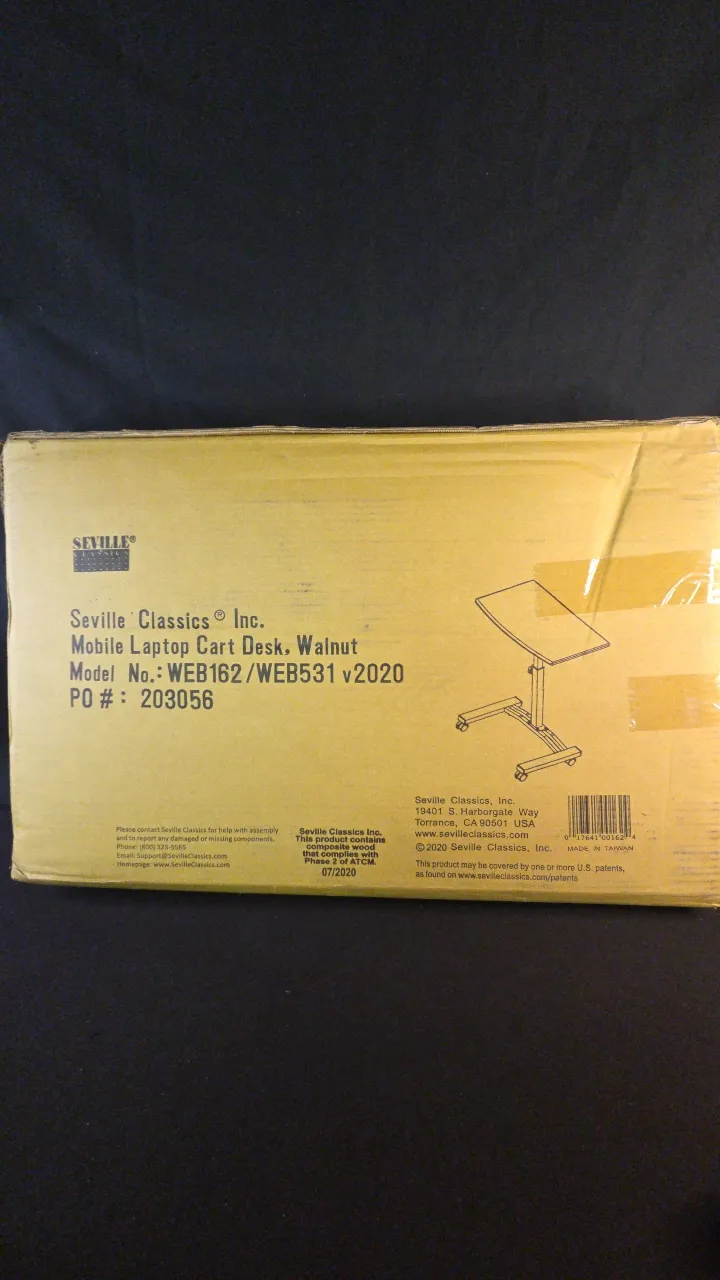 SEVILLE®
CLASSICS
Seville Classics® Inc.
Mobile Laptop Cart Desk, Walnut
Model No.: WEB162/WEB531 v2020
PO #: 203056
Please contact Seville Classics for help with assembly
and to report any damaged or missing components.
Phone: (800) 323-5565
Email: Support@SevilleClassics.com
Homepage: www.SevilleClassics.com
Seville Classics Inc.
This product contains
composite wood
that complies with
Phase 2 of ATCM.
07/2020
Seville Classics, Inc.
19401 S. Harborgate Way
Torrance, CA 90501 USA
www.sevilleclassics.com
©2020 Seville Classics, Inc.
This product may be covered by one or more U.S. patents,
as found on www.sevilleclassics.com/patents
0 17641 00162 4
MADE IN TAIWAN